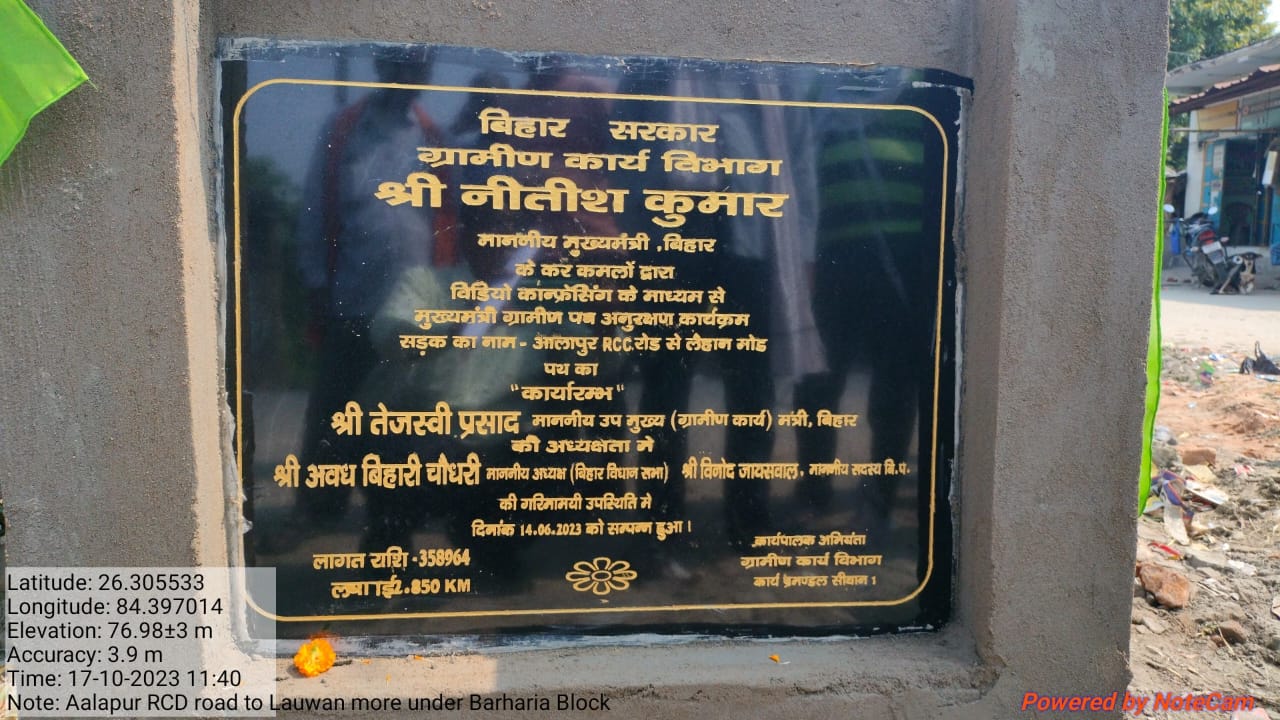 बिहार सरकार
ग्रामीण कार्य विभाग
श्री नीतीश कुमार
माननीय मुख्यमंत्री ,बिहार
के कर कमलों द्वारा
विडियो कान्फ्रेसिंग के माध्यम से
मुख्यमंत्री ग्रामीण पथ अनुरक्षण कार्यक्रम
सड़क का नाम- आलापुर RCC.रोड से लेहान मोड
पथ का
"कार्यारम्भ"
श्री तेजस्वी प्रसाद माननीय उप मुख्य (ग्रामीण कार्य) मंत्री, बिहार
की अध्यक्षता मे
श्री अवध बिहारी चौधरी माननीय अध्यक्ष (बिहार विधान सभा) श्री विनोद जायसवाल, माननीय सदस्य बि.प.
की गरिमामयी उपस्थिति मे
दिनांक 14.06.2023 को सम्पन्न हुआ।
लागत राशि -358964
लम्बाई2.850 KM
कार्यपालक अभियंता
ग्रामीण कार्य विभाग
कार्य प्रमण्डल सीवान 1
Latitude: 26.305533
Longitude: 84.397014
Elevation: 76.98±3 m
Accuracy: 3.9 m
Time: 17-10-2023 11:40
Note: Aalapur RCD road to Lauwan more under Barharia Block
Powered by NoteCam